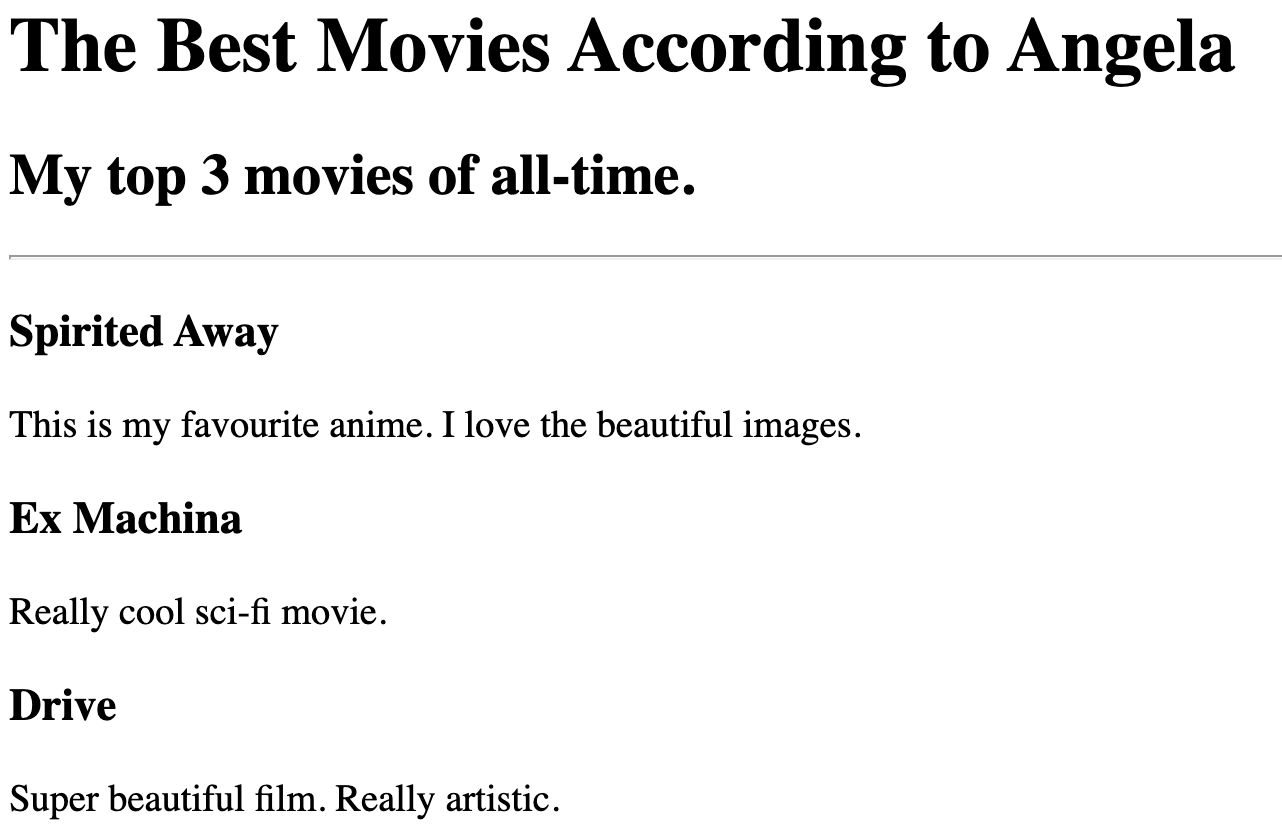 The Best Movies According to Angela
My top 3 movies of all-time.
Spirited Away
This is my favourite anime. I love the beautiful images.
Ex Machina
Really cool sci-fi movie.
Drive
Super beautiful film. Really artistic.